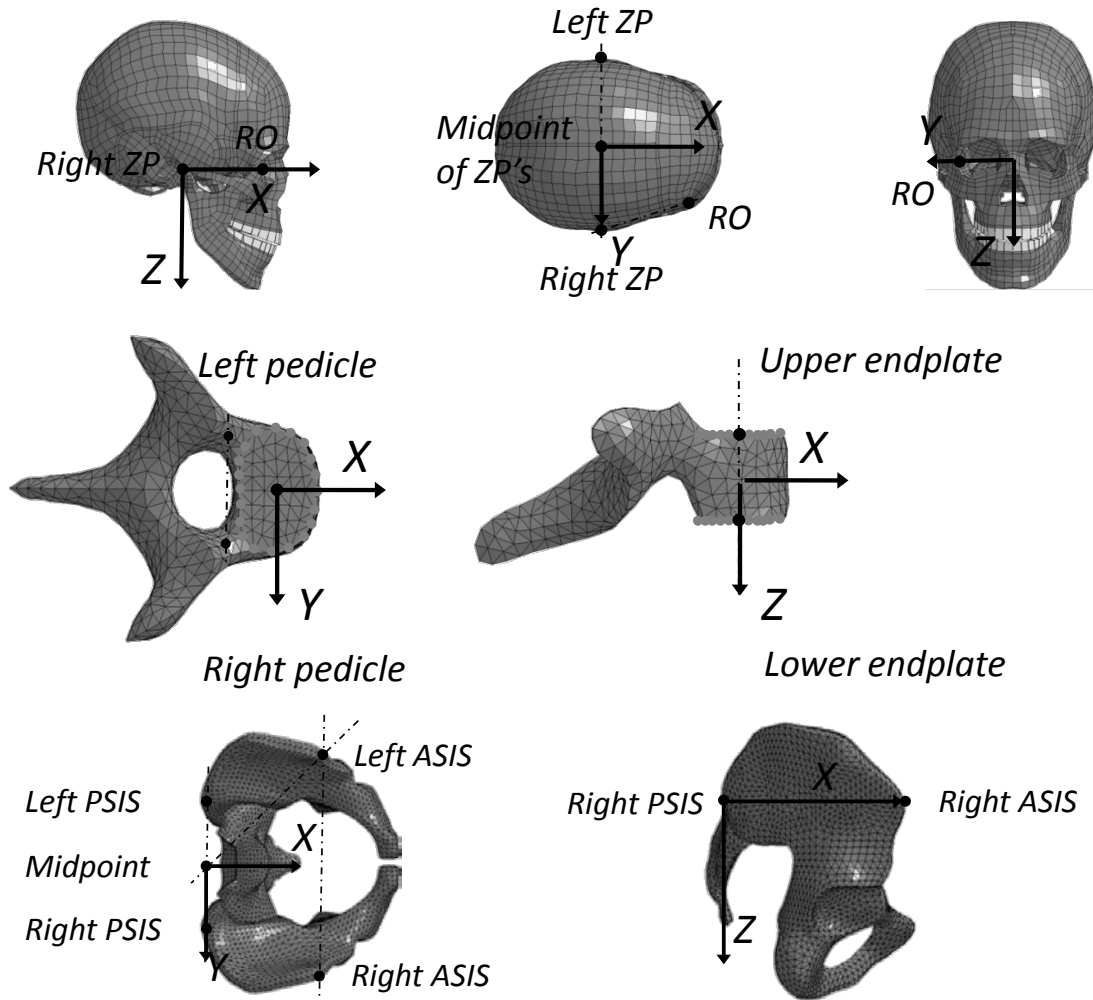 RO
Right ZP
X
Z
Left ZP
Midpoint
of ZP's
X
RO
Y
Right ZP
Y
RO
Z
Left pedicle
X
Y
Right pedicle
Upper endplate
X
Z
Lower endplate
Left ASIS
Left PSIS
X
Midpoint
Right PSIS
Y
Right ASIS
Right PSIS
X
Right ASIS
Z